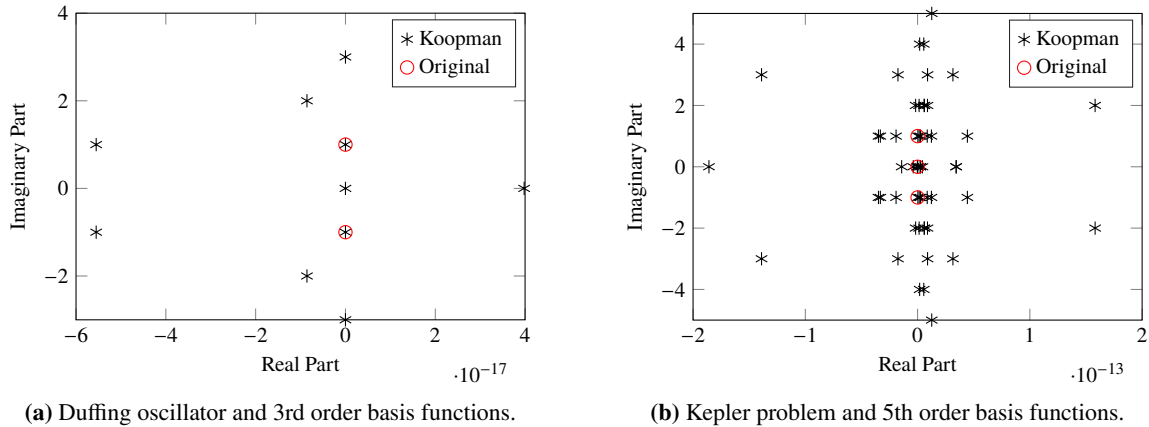 4
2
0
−2
−6
−4
−2
0
2
4
Imaginary Part
Real Part
·10⁻¹⁷
Koopman
Original
(a) Duffing oscillator and 3rd order basis functions.
4
2
0
−2
−4
−2
−1
0
1
2
Imaginary Part
Real Part
·10⁻¹³
Koopman
Original
(b) Kepler problem and 5th order basis functions.